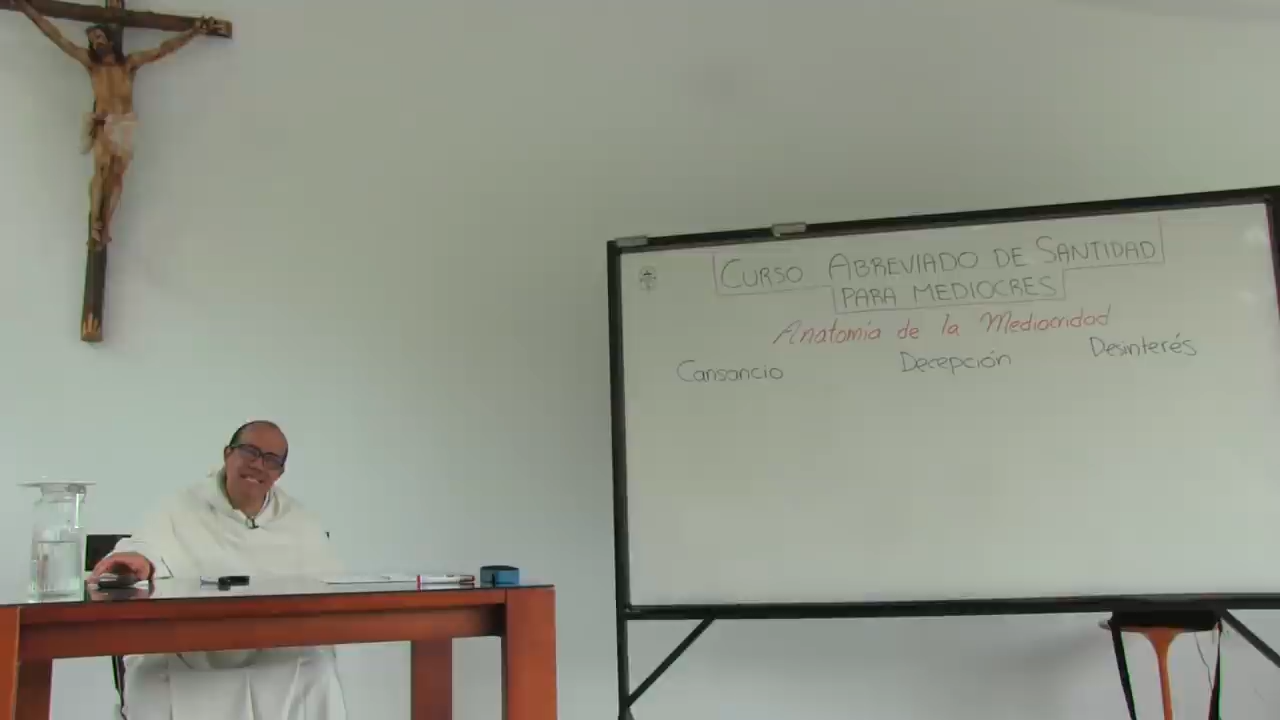 CURSO ABREVIADO DE SANTIDAD
PARA MEDIOCRES
Anatomía de la Mediocridad
Cansancio Decepción Desinterés